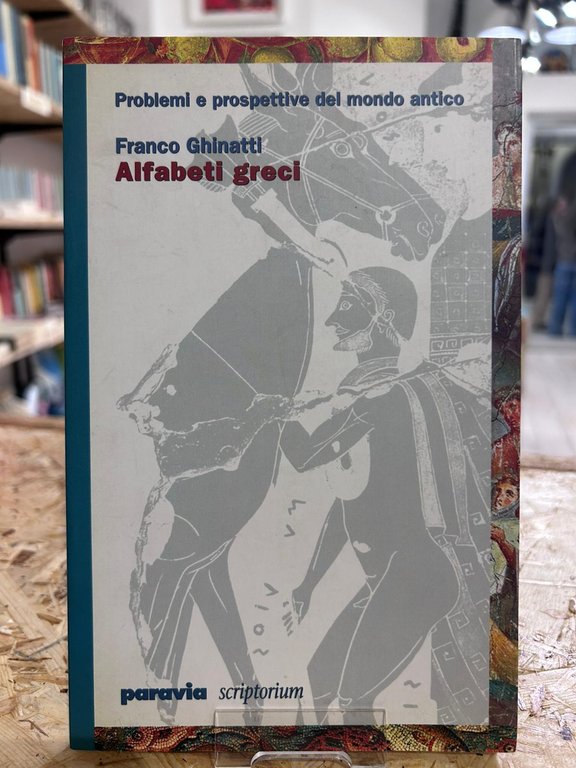 Problemi e prospettive del mondo antico
Franco Ghinatti
Alfabeti greci
paravia scriptorium